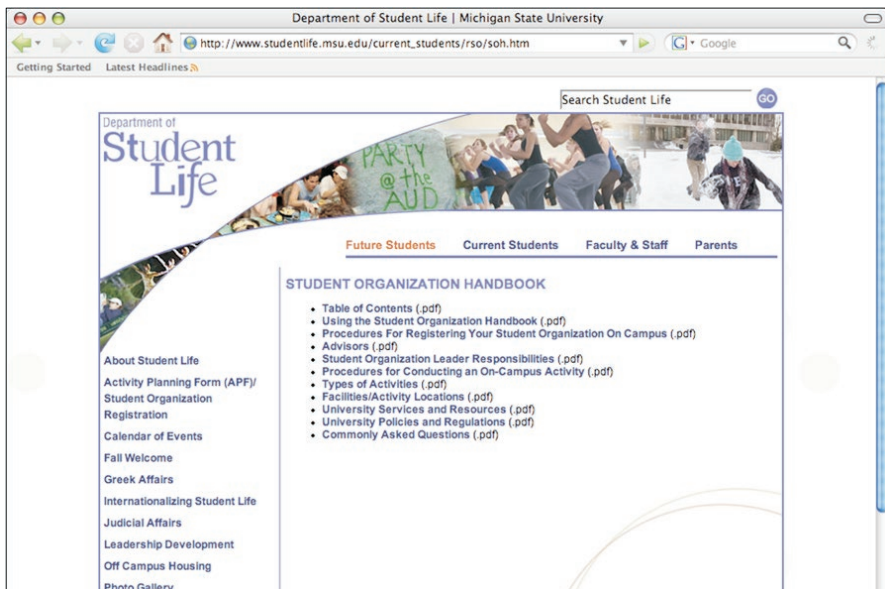 Department of Student Life | Michigan State University
http://www.studentlife.msu.edu/current_students/rso/soh.htm
G Google
Getting Started Latest Headlines
Search Student Life GO
Department of
Student
Life
PARTY
@ the
AUD
Future Students Current Students Faculty & Staff Parents
STUDENT ORGANIZATION HANDBOOK
• Table of Contents (.pdf)
• Using the Student Organization Handbook (.pdf)
• Procedures For Registering Your Student Organization On Campus (.pdf)
• Advisors (.pdf)
• Student Organization Leader Responsibilities (.pdf)
• Procedures for Conducting an On-Campus Activity (.pdf)
• Types of Activities (.pdf)
• Facilities/Activity Locations (.pdf)
• University Services and Resources (.pdf)
• University Policies and Regulations (.pdf)
• Commonly Asked Questions (.pdf)
About Student Life
Activity Planning Form (APF)/
Student Organization
Registration
Calendar of Events
Fall Welcome
Greek Affairs
Internationalizing Student Life
Judicial Affairs
Leadership Development
Off Campus Housing
Photo Gallery